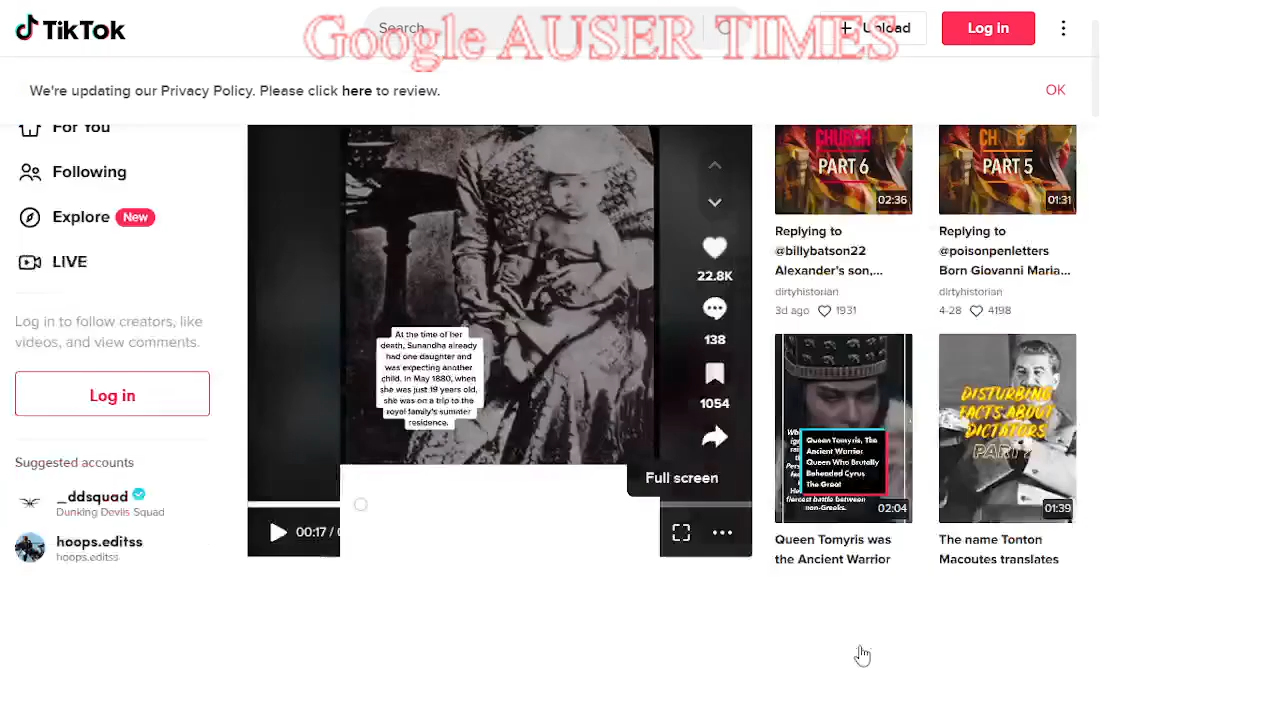 TikTok
Search
Google AUSER TIMES
Upload
Log In
We're updating our Privacy Policy. Please click here to review.
OK
For You
Following
Explore New
LIVE
Log in to follow creators, like
videos, and view comments.
Log in
Suggested accounts
_ddsquad
Dunking Devils Squad
hoops.editss
hoops.editss
At the time of her
death, Sunandha already
had one daughter and
was expecting another
child. In May 1880, when
she was just 19 years old,
she was on a trip to the
royal family's summer
residence.
22.8K
138
1054
Full screen
00:17 /
CHURCH
PART 6
02:36
Replying to
@billybatson22
Alexander's son,...
dirtyhistorian
3d ago 1931
PART 5
01:31
Replying to
@poisonpenletters
Born Giovanni Maria...
dirtyhistorian
4-28 4198
Queen Tomyris, The
Ancient Warrior
Queen Who Brutally
Beheaded Cyrus
The Great
fiercest battle between
non-Greeks.
02:04
Queen Tomyris was
the Ancient Warrior
DISTURBING
FACTS ABOUT
DICTATORS
01:39
The name Tonton
Macoutes translates